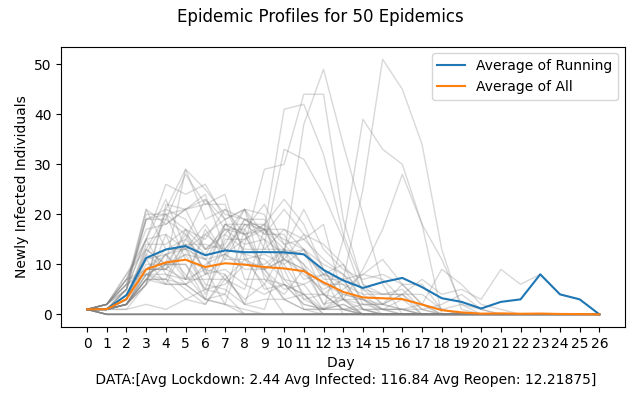 Epidemic Profiles for 50 Epidemics
Average of Running
Average of All
Newly Infected Individuals
50
40
30
20
10
0
0 1 2 3 4 5 6 7 8 9 10 11 12 13 14 15 16 17 18 19 20 21 22 23 24 25 26
Day
DATA:[Avg Lockdown: 2.44 Avg Infected: 116.84 Avg Reopen: 12.21875]